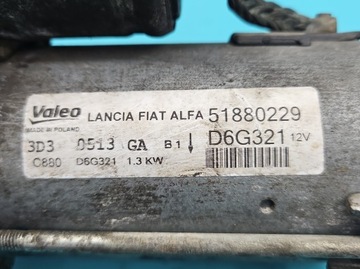 Valeo LANCIA FIAT ALFA 51880229
MADE IN POLAND
3D3 0513 GA B1 D6G321 12V
C880 D6G321 1.3 KW